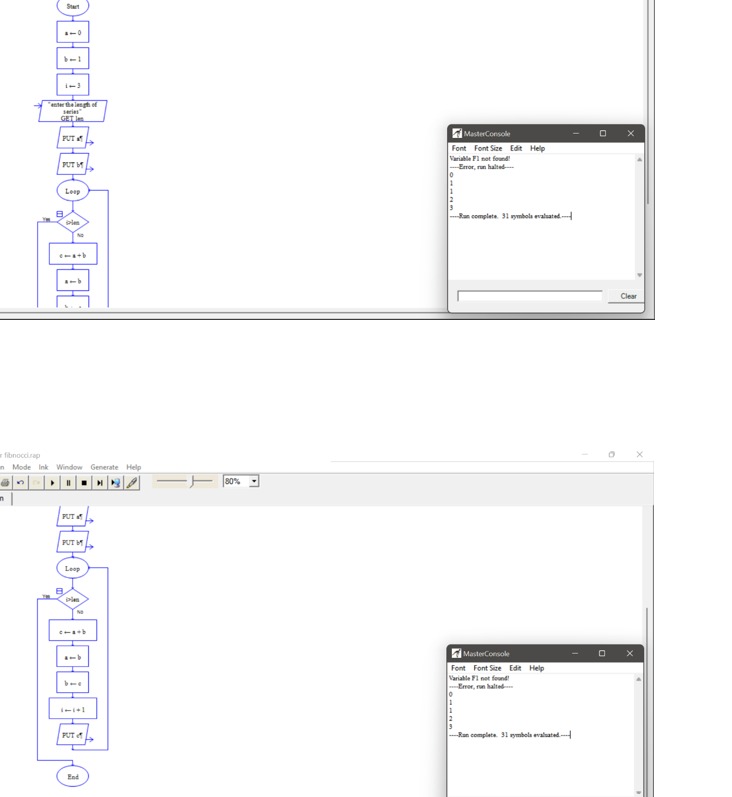 Start
a ← 0
b ← 1
i ← 3
"enter the length of
series"
GET len
PUT a¶
PUT b¶
Loop
Yes
i>len
No
c ← a + b
a ← b
MasterConsole
Font Font Size Edit Help
Variable F1 not found!
----Error, run halted----
0
1
1
2
3
----Run complete. 31 symbols evaluated.----
Clear
fibnocci.rap
Mode Ink Window Generate Help
80%
PUT a¶
PUT b¶
Loop
Yes
i>len
No
c ← a + b
a ← b
b ← c
i ← i + 1
PUT c¶
End
MasterConsole
Font Font Size Edit Help
Variable F1 not found!
----Error, run halted----
0
1
1
2
3
----Run complete. 31 symbols evaluated.----